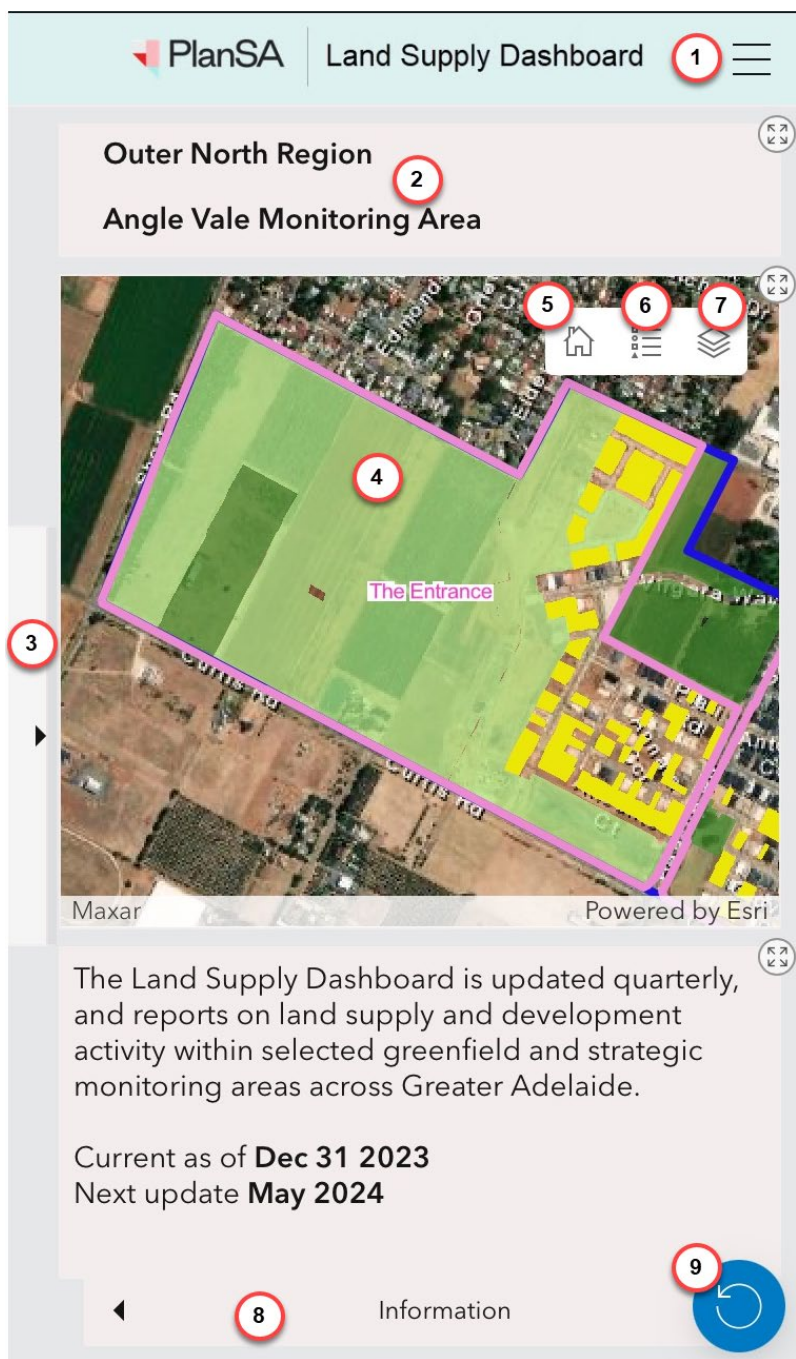 PlanSA
Land Supply Dashboard
1
Outer North Region
2
Angle Vale Monitoring Area
5
6
7
4
The Entrance
3
Curtis Rd
Curtis Rd
Maxar
Powered by Esri
The Land Supply Dashboard is updated quarterly,
and reports on land supply and development
activity within selected greenfield and strategic
monitoring areas across Greater Adelaide.
Current as of Dec 31 2023
Next update May 2024
9
8
Information